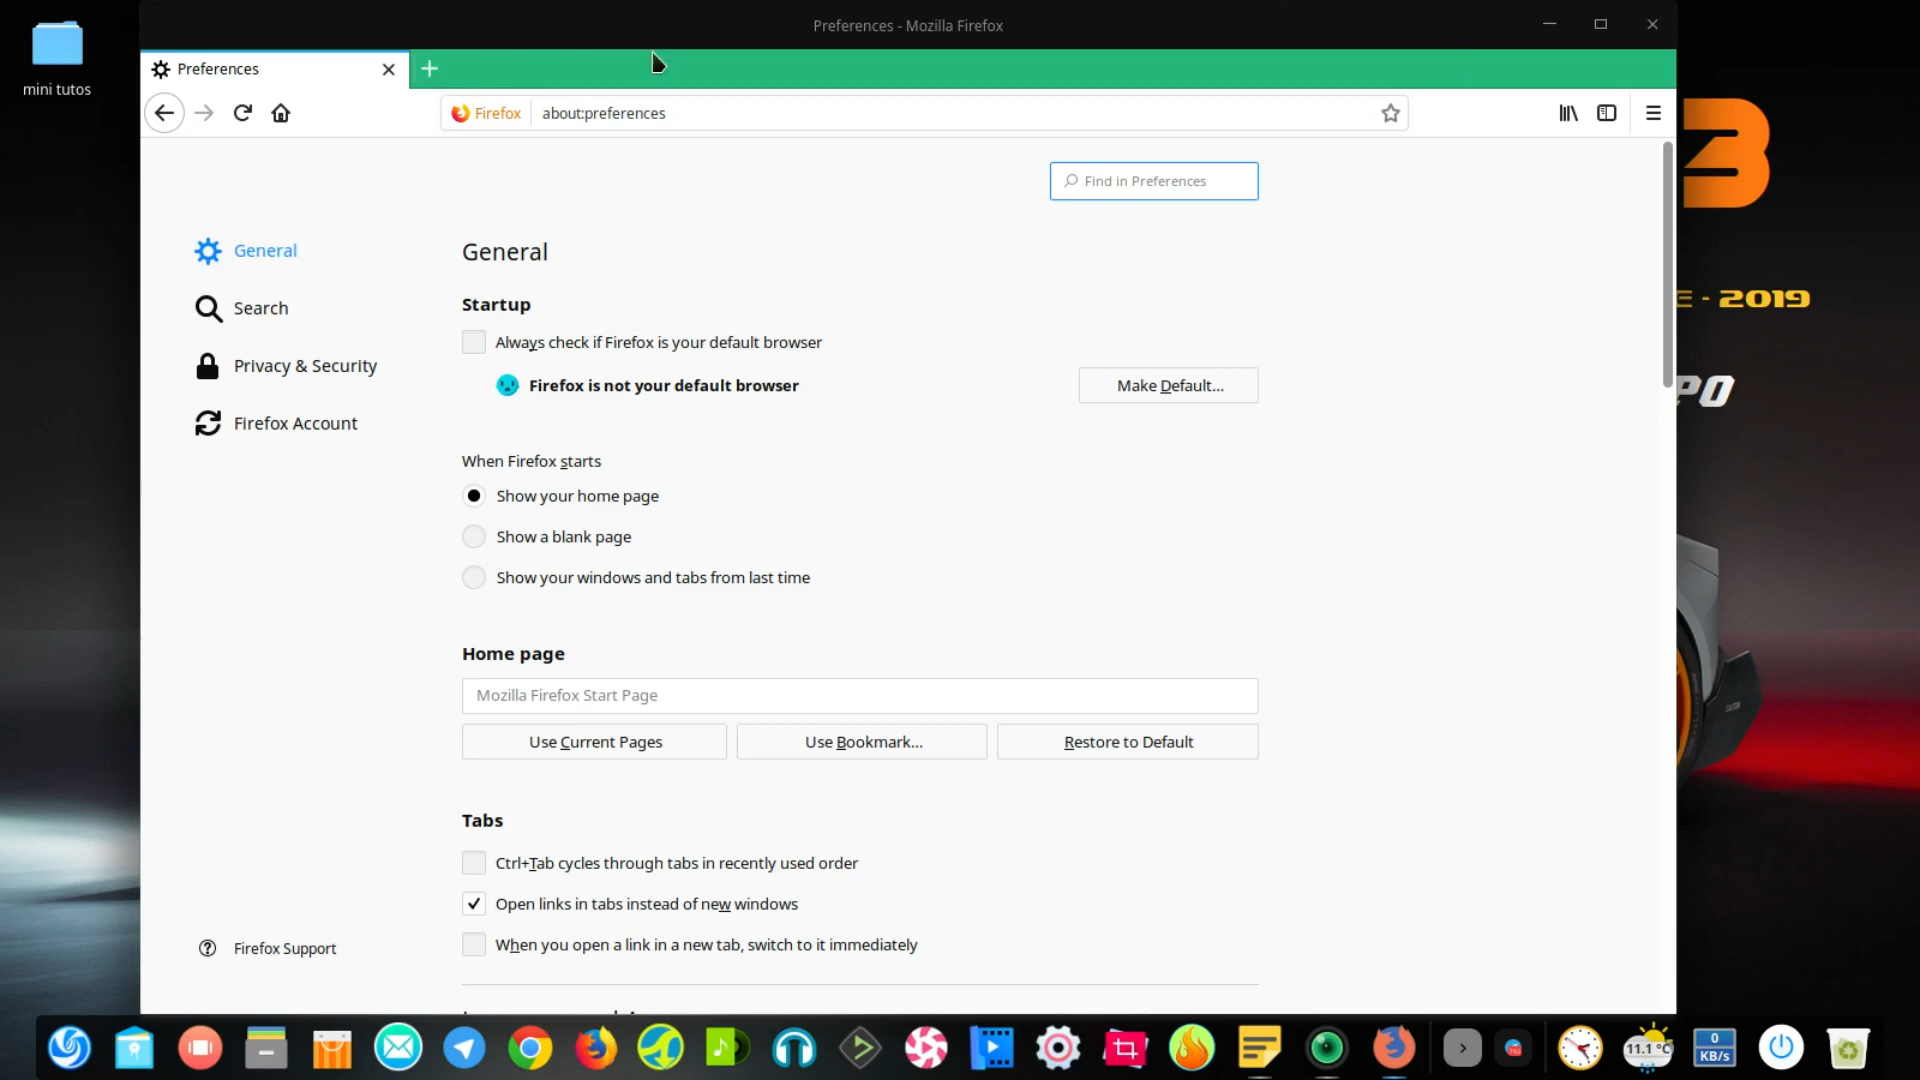 Preferences - Mozilla Firefox
mini tutos
Preferences
Firefox
about:preferences
Find in Preferences
General
Search
Privacy & Security
Firefox Account
General
Startup
Always check if Firefox is your default browser
Firefox is not your default browser
Make Default...
When Firefox starts
Show your home page
Show a blank page
Show your windows and tabs from last time
Home page
Mozilla Firefox Start Page
Use Current Pages
Use Bookmark...
Restore to Default
Tabs
Ctrl+Tab cycles through tabs in recently used order
Open links in tabs instead of new windows
When you open a link in a new tab, switch to it immediately
Firefox Support
3
E - 2019
PO
CAUTION
11.1 °C
0
KB/s